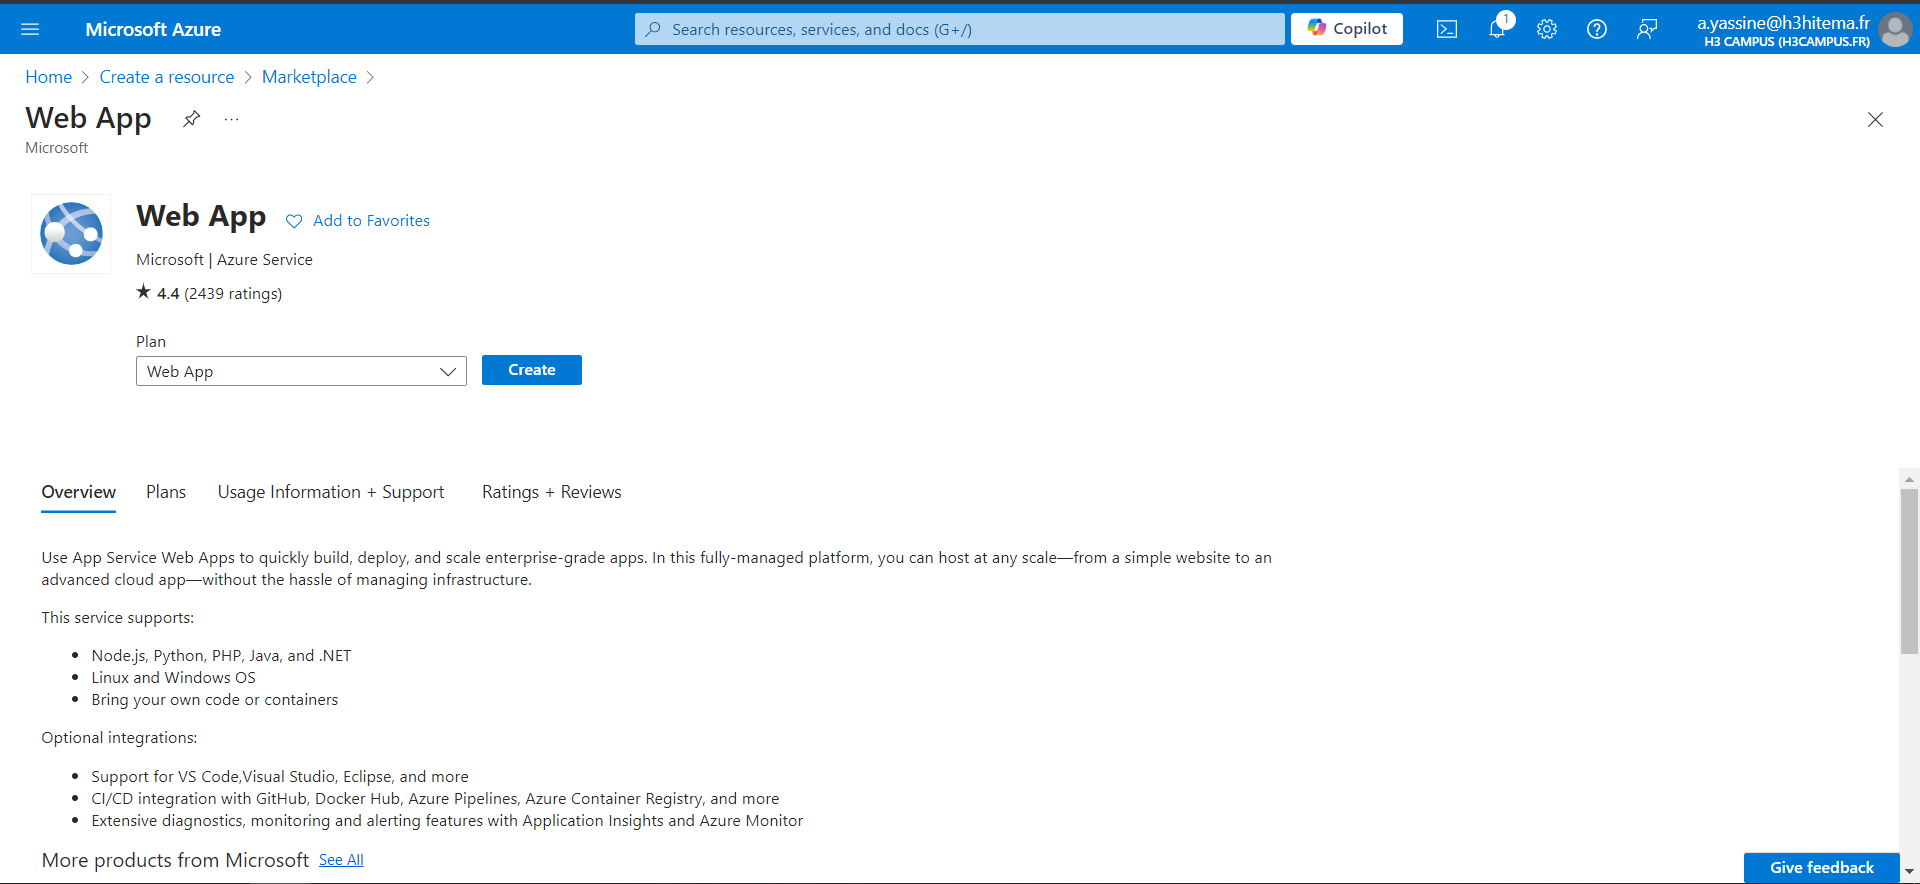 Microsoft Azure
Search resources, services, and docs (G+/)
Copilot
1
a.yassine@h3hitema.fr
H3 CAMPUS (H3CAMPUS.FR)
Home > Create a resource > Marketplace >
Web App
...
Microsoft
Web App
Add to Favorites
Microsoft | Azure Service
★ 4.4 (2439 ratings)
Plan
Web App
Create
Overview
Plans
Usage Information + Support
Ratings + Reviews
Use App Service Web Apps to quickly build, deploy, and scale enterprise-grade apps. In this fully-managed platform, you can host at any scale—from a simple website to an
advanced cloud app—without the hassle of managing infrastructure.
This service supports:
• Node.js, Python, PHP, Java, and .NET
• Linux and Windows OS
• Bring your own code or containers
Optional integrations:
• Support for VS Code,Visual Studio, Eclipse, and more
• CI/CD integration with GitHub, Docker Hub, Azure Pipelines, Azure Container Registry, and more
• Extensive diagnostics, monitoring and alerting features with Application Insights and Azure Monitor
More products from Microsoft See All
Give feedback